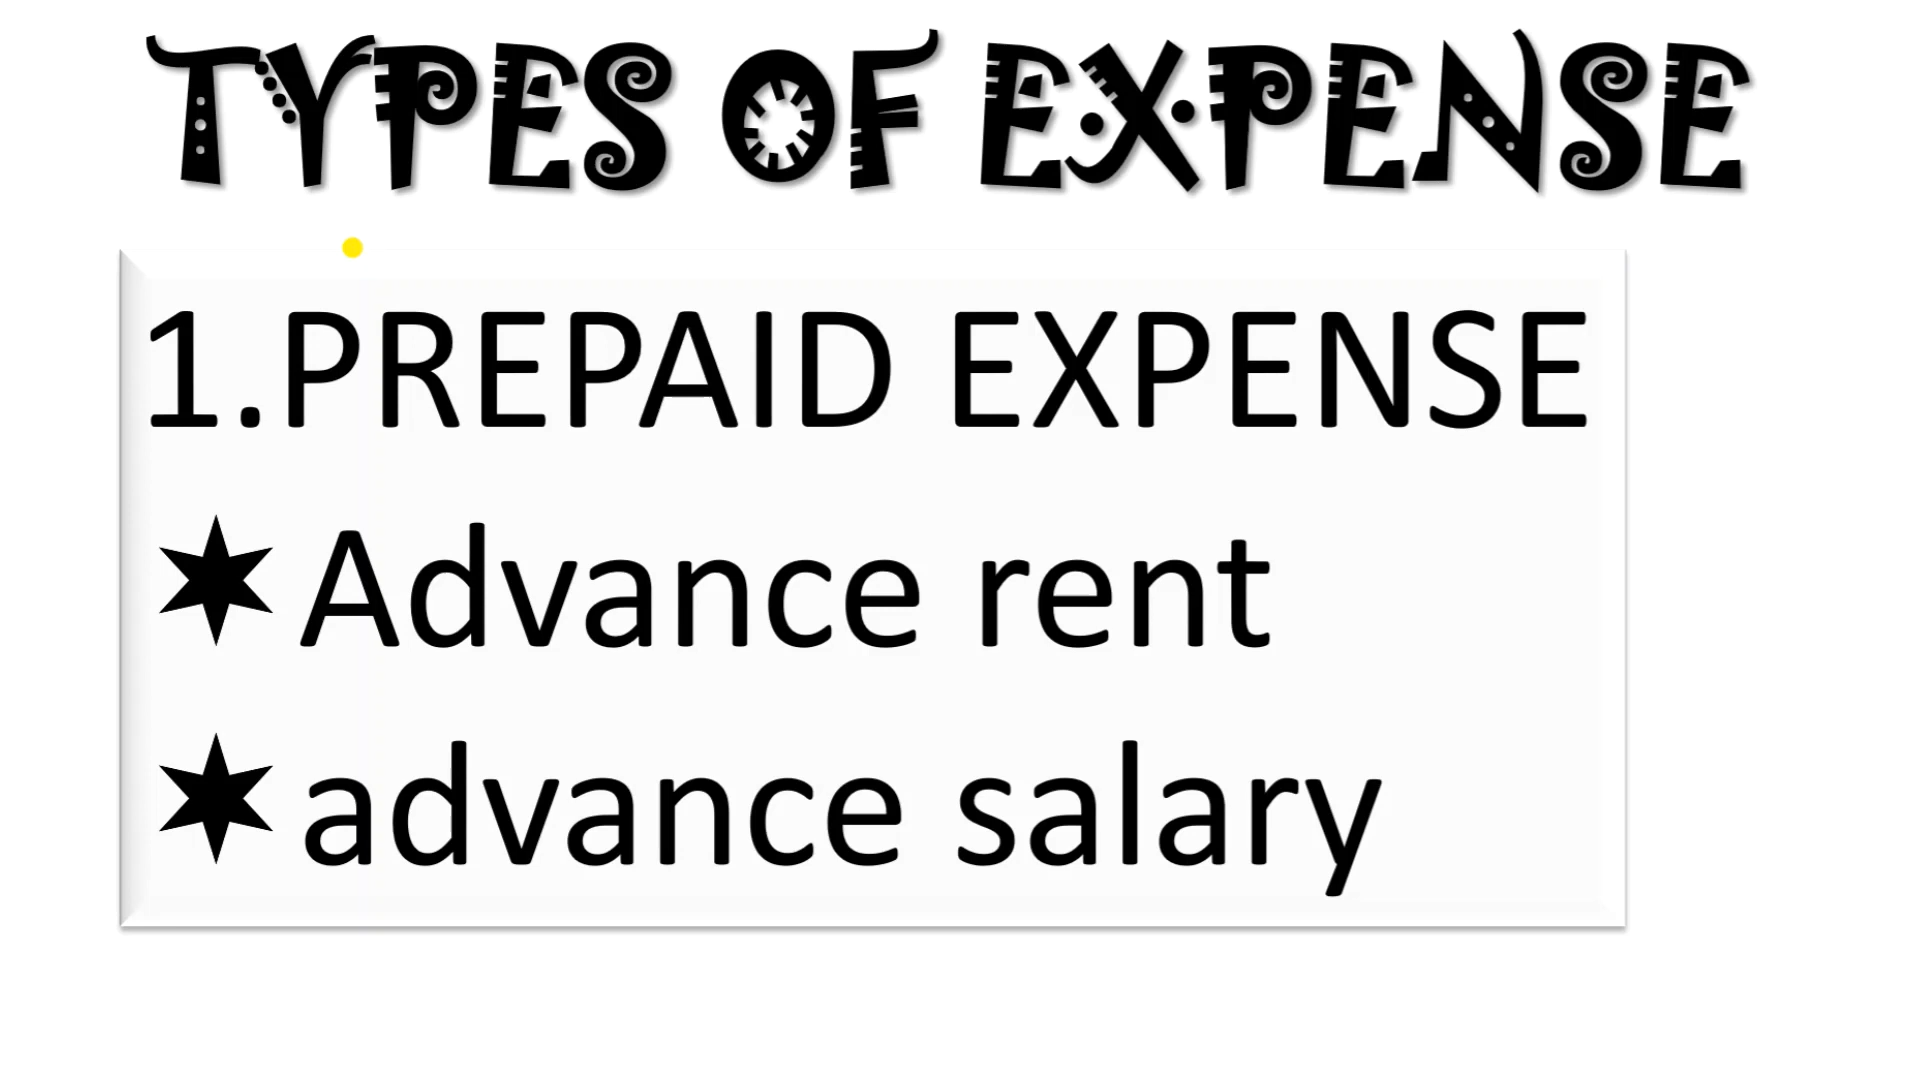 TYPES OF EXPENSE
1.PREPAID EXPENSE
✶Advance rent
✶advance salary